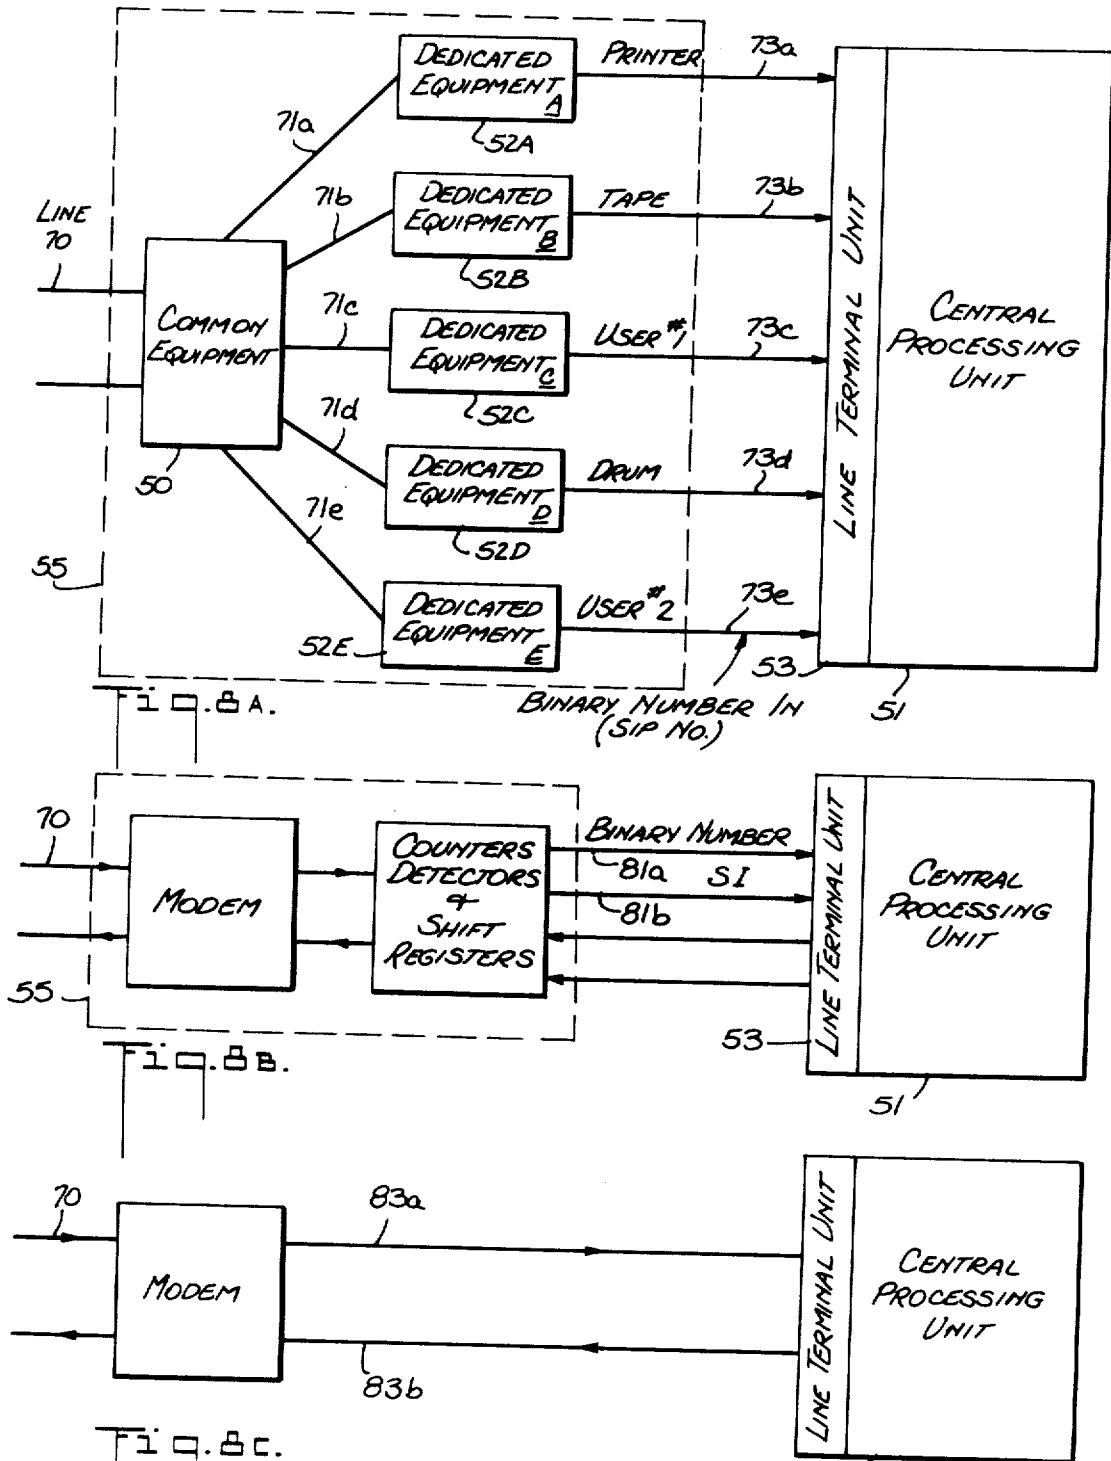 DEDICATED
EQUIPMENT
A
52A
PRINTER
73a
71a
LINE
70
71b
DEDICATED
EQUIPMENT
B
52B
TAPE
73b
COMMON
EQUIPMENT
50
71c
DEDICATED
EQUIPMENT
C
52C
USER #1
73c
71d
DEDICATED
EQUIPMENT
D
52D
DRUM
73d
71e
DEDICATED
EQUIPMENT
E
52E
USER #2
73e
BINARY NUMBER IN
(SIP NO.)
55
LINE TERMINAL UNIT
53
CENTRAL
PROCESSING
UNIT
51
Fig. 8A.
70
MODEM
COUNTERS
DETECTORS
&
SHIFT
REGISTERS
BINARY NUMBER
81a
SI
81b
55
LINE TERMINAL UNIT
53
CENTRAL
PROCESSING
UNIT
51
Fig. 8B.
70
MODEM
83a
83b
LINE TERMINAL UNIT
CENTRAL
PROCESSING
UNIT
Fig. 8C.